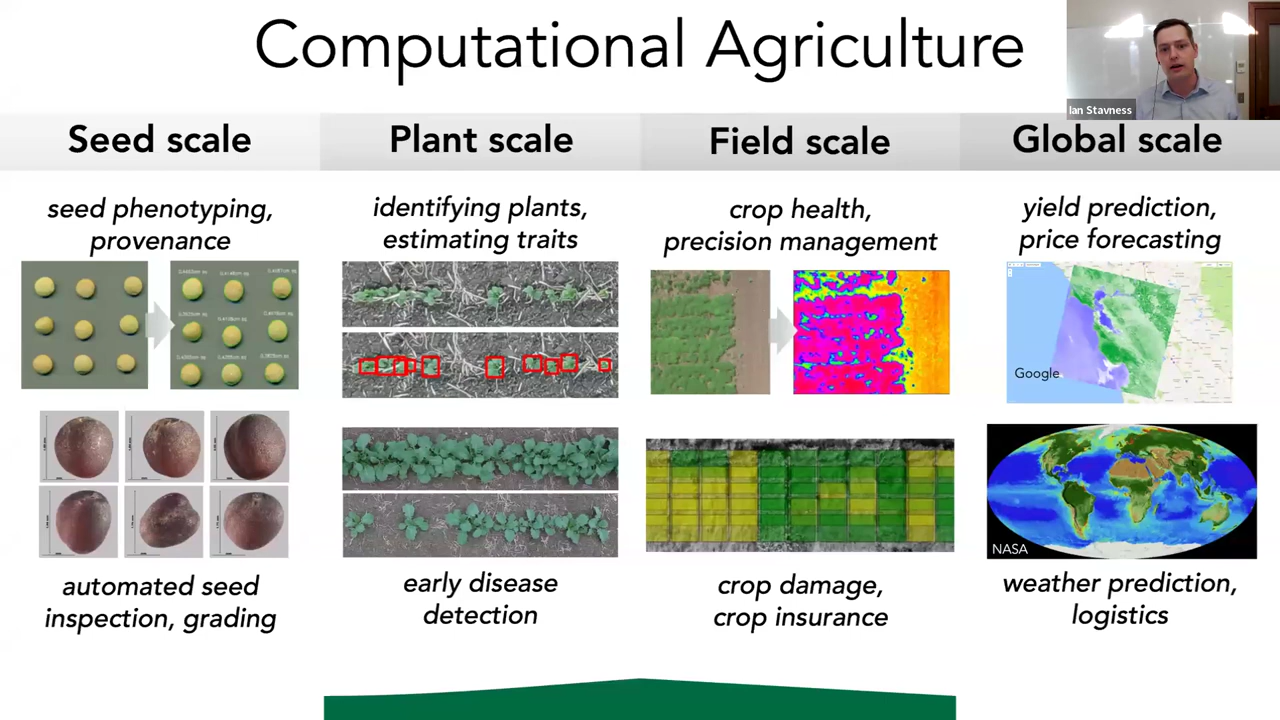 Computational Agriculture
Ian Stavness
Seed scale
Plant scale
Field scale
Global scale
seed phenotyping,
provenance
identifying plants,
estimating traits
crop health,
precision management
yield prediction,
price forecasting
Google
NASA
automated seed
inspection, grading
early disease
detection
crop damage,
crop insurance
weather prediction,
logistics